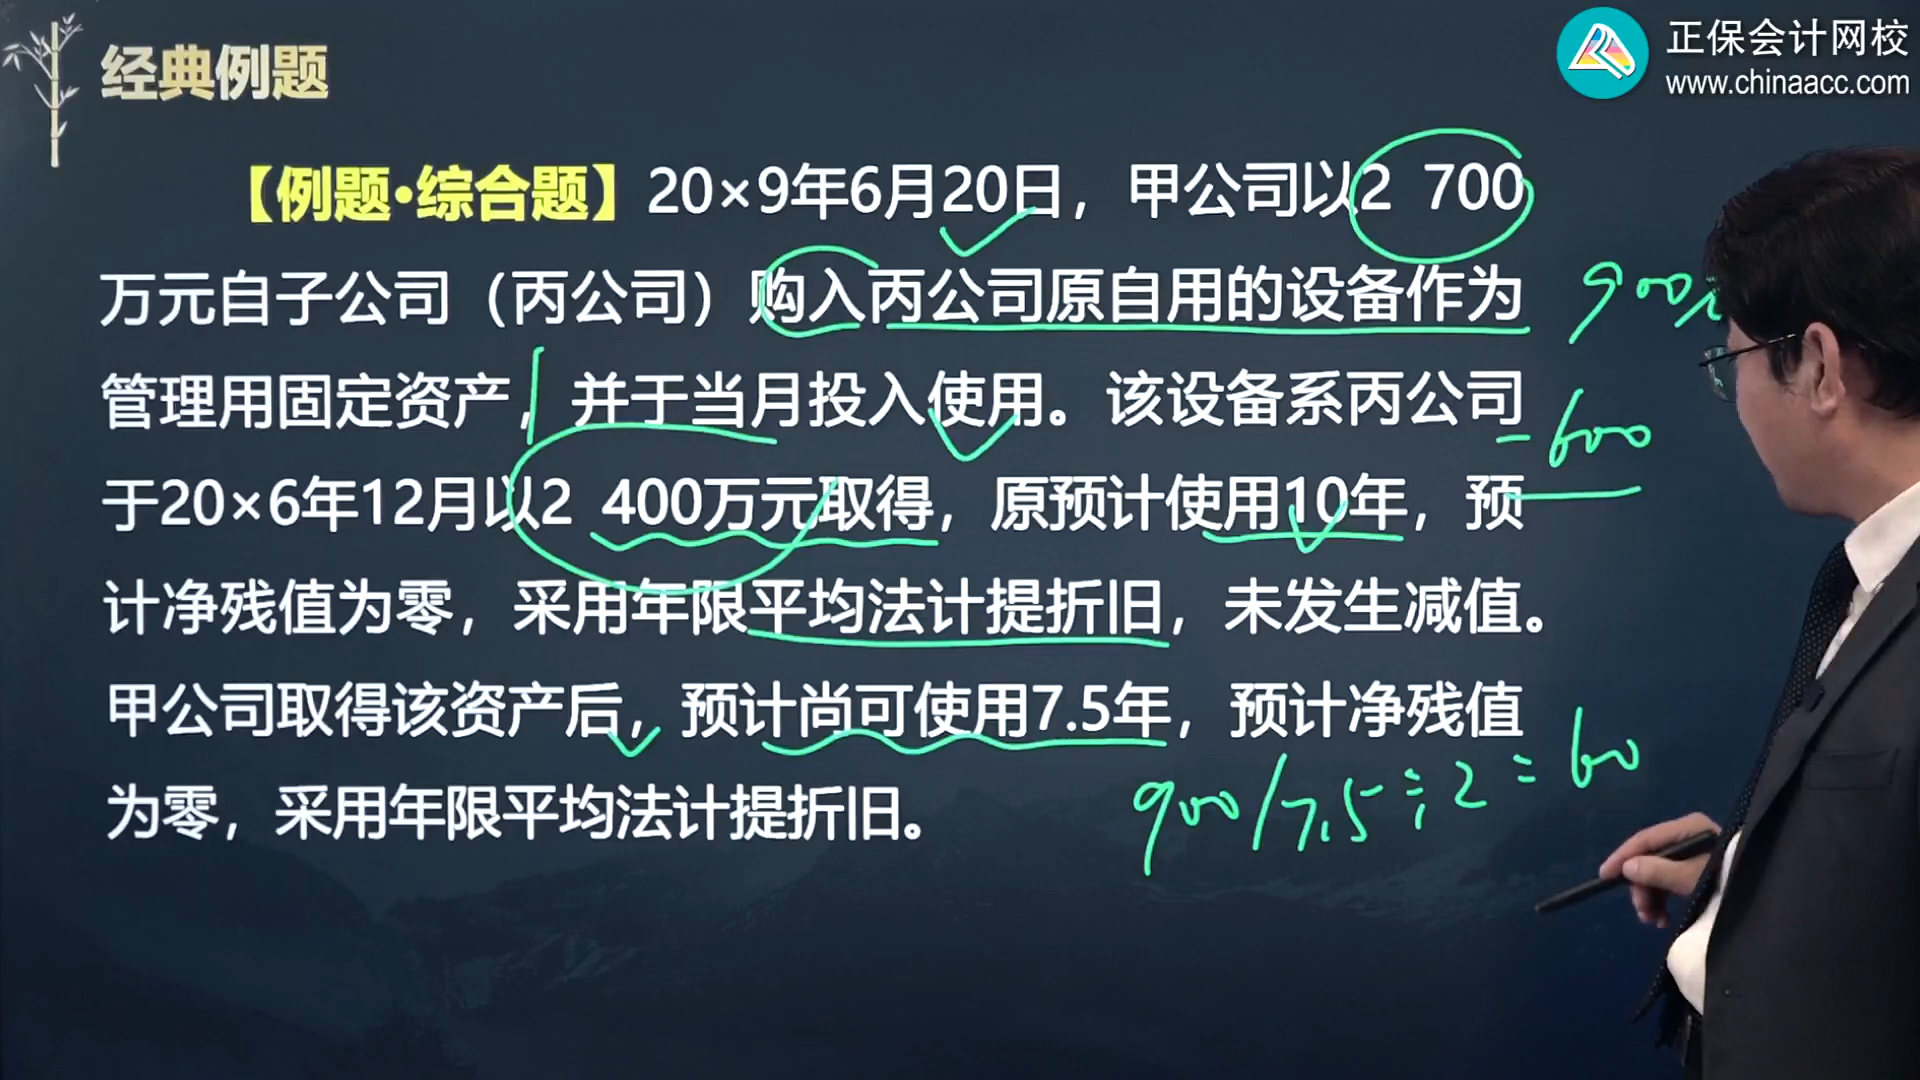 经典例题
正保会计网校
www.chinaacc.com
【例题·综合题】20×9年6月20日，甲公司以2 700
万元自子公司（丙公司）购入丙公司原自用的设备作为
900
管理用固定资产，并于当月投入使用。该设备系丙公司
-600
于20×6年12月以2 400万元取得，原预计使用10年，预
计净残值为零，采用年限平均法计提折旧，未发生减值。
甲公司取得该资产后，预计尚可使用7.5年，预计净残值
为零，采用年限平均法计提折旧。
900/7.5÷2=60